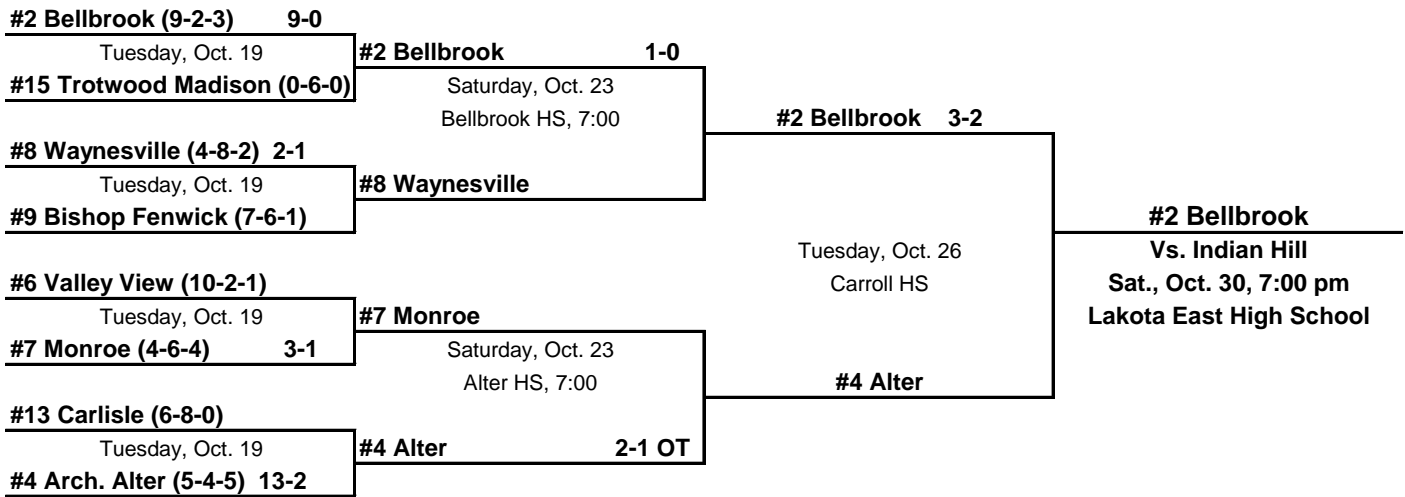 #2 Bellbrook (9-2-3) 9-0
Tuesday, Oct. 19
#15 Trotwood Madison (0-6-0)
#8 Waynesville (4-8-2) 2-1
Tuesday, Oct. 19
#9 Bishop Fenwick (7-6-1)
#6 Valley View (10-2-1)
Tuesday, Oct. 19
#7 Monroe (4-6-4) 3-1
#13 Carlisle (6-8-0)
Tuesday, Oct. 19
#4 Arch. Alter (5-4-5) 13-2
#2 Bellbrook 1-0
Saturday, Oct. 23
Bellbrook HS, 7:00
#8 Waynesville
#7 Monroe
Saturday, Oct. 23
Alter HS, 7:00
#4 Alter 2-1 OT
#2 Bellbrook 3-2
Tuesday, Oct. 26
Carroll HS
#4 Alter
#2 Bellbrook
Vs. Indian Hill
Sat., Oct. 30, 7:00 pm
Lakota East High School